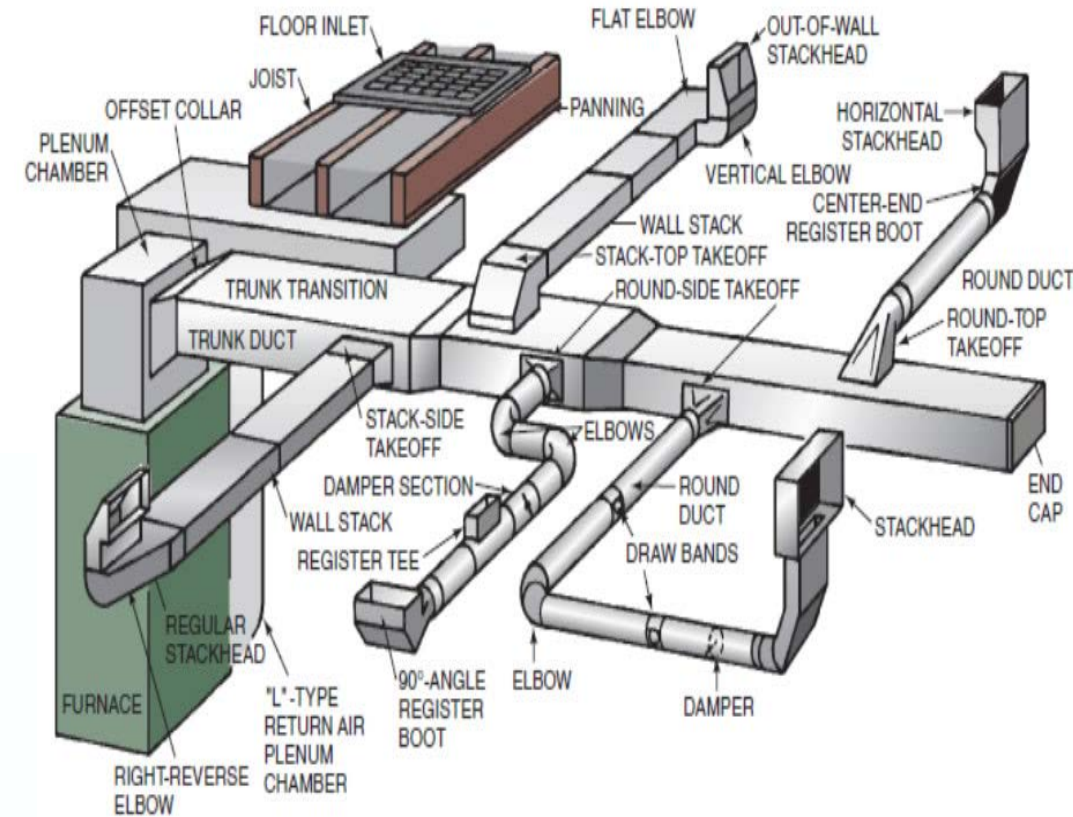 FLOOR INLET
JOIST
OFFSET COLLAR
PLENUM
CHAMBER
FLAT ELBOW
OUT-OF-WALL
STACKHEAD
PANNING
HORIZONTAL
STACKHEAD
VERTICAL ELBOW
CENTER-END
REGISTER BOOT
WALL STACK
STACK-TOP TAKEOFF
ROUND-SIDE TAKEOFF
ROUND DUCT
ROUND-TOP
TAKEOFF
TRUNK TRANSITION
TRUNK DUCT
STACK-SIDE
TAKEOFF
ELBOWS
DAMPER SECTION
WALL STACK
REGISTER TEE
ROUND
DUCT
DRAW BANDS
STACKHEAD
END
CAP
REGULAR
STACKHEAD
FURNACE
"L"-TYPE
RETURN AIR
PLENUM
CHAMBER
90°-ANGLE
REGISTER
BOOT
ELBOW
DAMPER
RIGHT-REVERSE
ELBOW